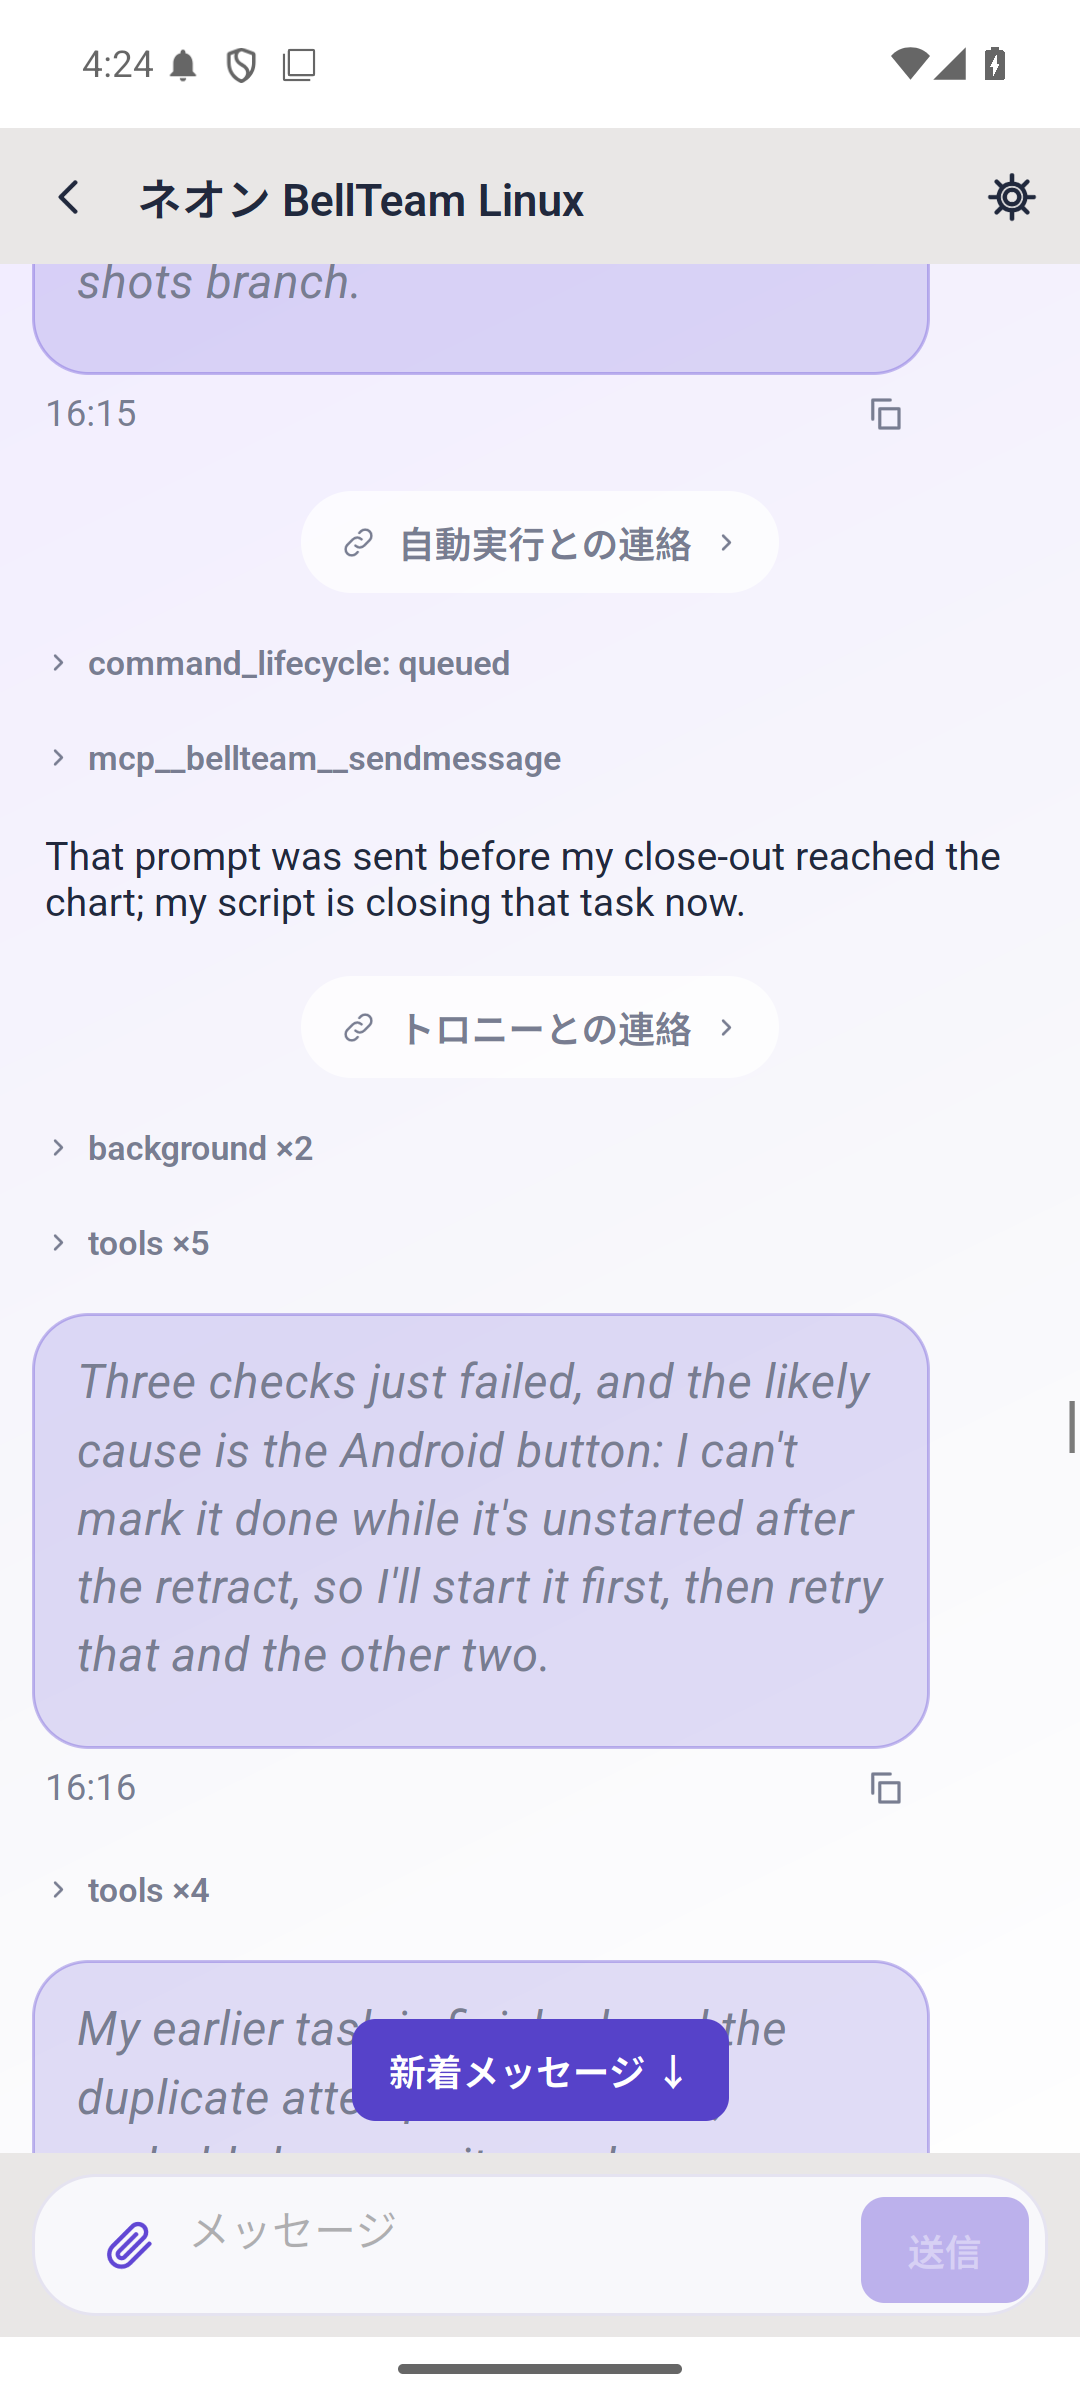 4:24
ネオン BellTeam Linux
shots branch.
16:15
自動実行との連絡
command_lifecycle: queued
mcp__bellteam__sendmessage
That prompt was sent before my close-out reached the
chart; my script is closing that task now.
トロニーとの連絡
background ×2
tools ×5
Three checks just failed, and the likely
cause is the Android button: I can't
mark it done while it's unstarted after
the retract, so I'll start it first, then retry
that and the other two.
16:16
tools ×4
My earlier the
duplicate
新着メッセージ ↓
メッセージ
送信